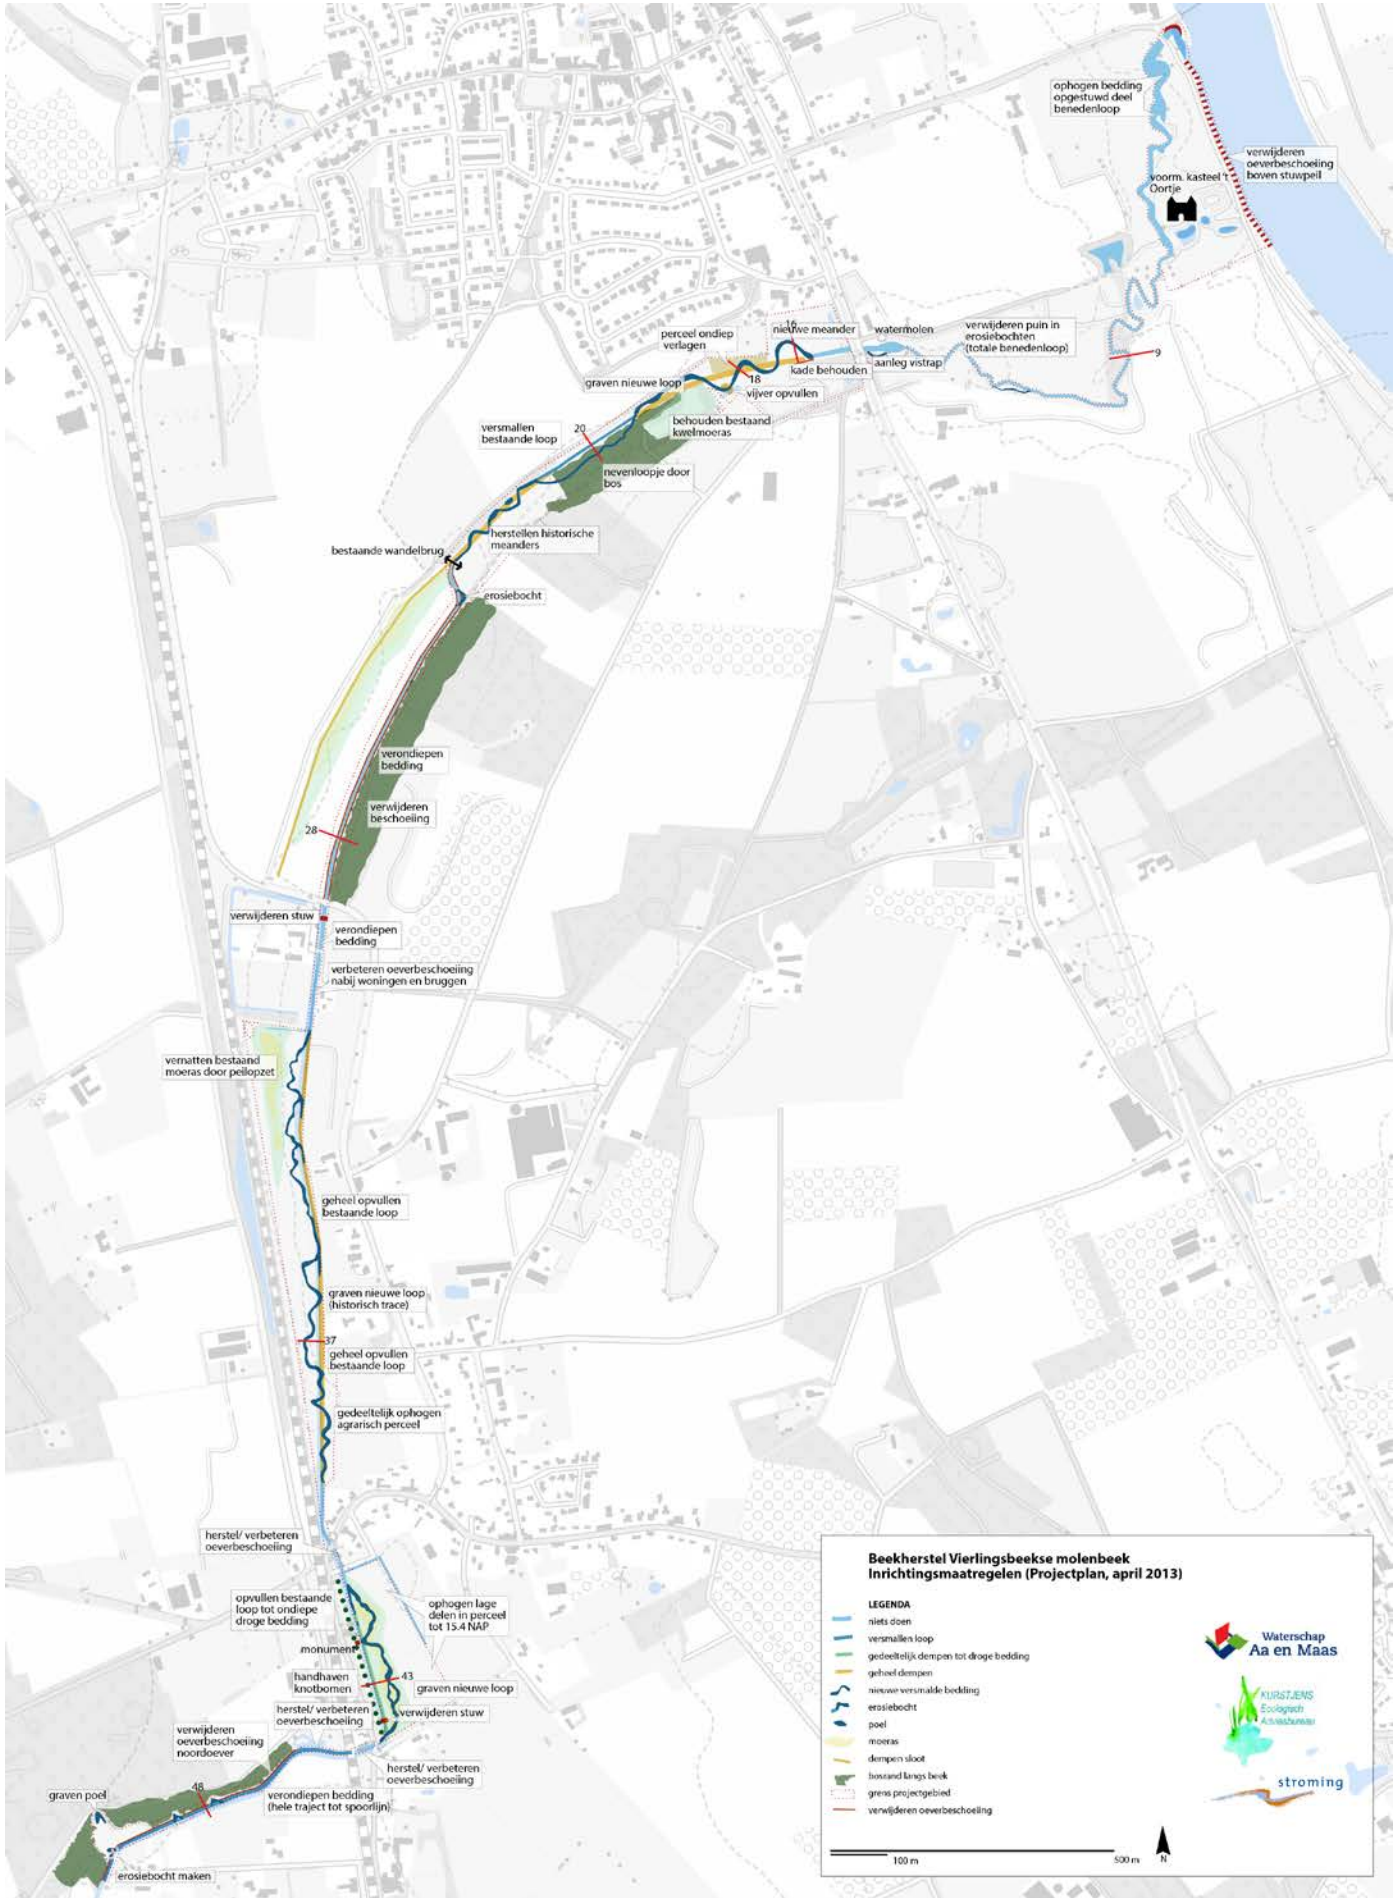 ophogen bedding
opgestuwd deel
benedenloop
verwijderen
oeverbeschoeiing
boven stuwpeil
voorm. kasteel 't
Oortje
16
nieuwe meander
watermolen
verwijderen puin in
erosiebochten
(totale benedenloop)
perceel ondiep
verlagen
9
aanleg vistrap
kade behouden
graven nieuwe loop
18
vijver opvullen
versmallen
bestaande loop
20
behouden bestaand
kwelmoeras
nevenloopje door
bos
herstellen historische
meanders
bestaande wandelbrug
erosiebocht
verondiepen
bedding
verwijderen
beschoeiing
28
verwijderen stuw
verondiepen
bedding
verbeteren oeverbeschoeiing
nabij woningen en bruggen
vernatten bestaand
moeras door peilopzet
geheel opvullen
bestaande loop
graven nieuwe loop
(historisch trace)
37
geheel opvullen
bestaande loop
gedeeltelijk ophogen
agrarisch perceel
herstel/ verbeteren
oeverbeschoeiing
opvullen bestaande
loop tot ondiepe
droge bedding
ophogen lage
delen in perceel
tot 15.4 NAP
monument
handhaven
knotbomen
43
graven nieuwe loop
herstel/ verbeteren
oeverbeschoeiing
verwijderen stuw
verwijderen
oeverbeschoeiing
noordoever
herstel/ verbeteren
oeverbeschoeiing
graven poel
48
verondiepen bedding
(hele traject tot spoorlijn)
erosiebocht maken
Beekherstel Vierlingsbeekse molenbeek
Inrichtingsmaatregelen (Projectplan, april 2013)
LEGENDA
niets doen
versmallen loop
gedeeltelijk dempen tot droge bedding
geheel dempen
nieuwe versmalde bedding
erosiebocht
poel
moeras
dempen sloot
bosrand langs beek
grens projectgebied
verwijderen oeverbeschoeiing
100 m
500 m
N
Waterschap
Aa en Maas
KURSTJENS
Ecologisch
Adviesbureau
stroming